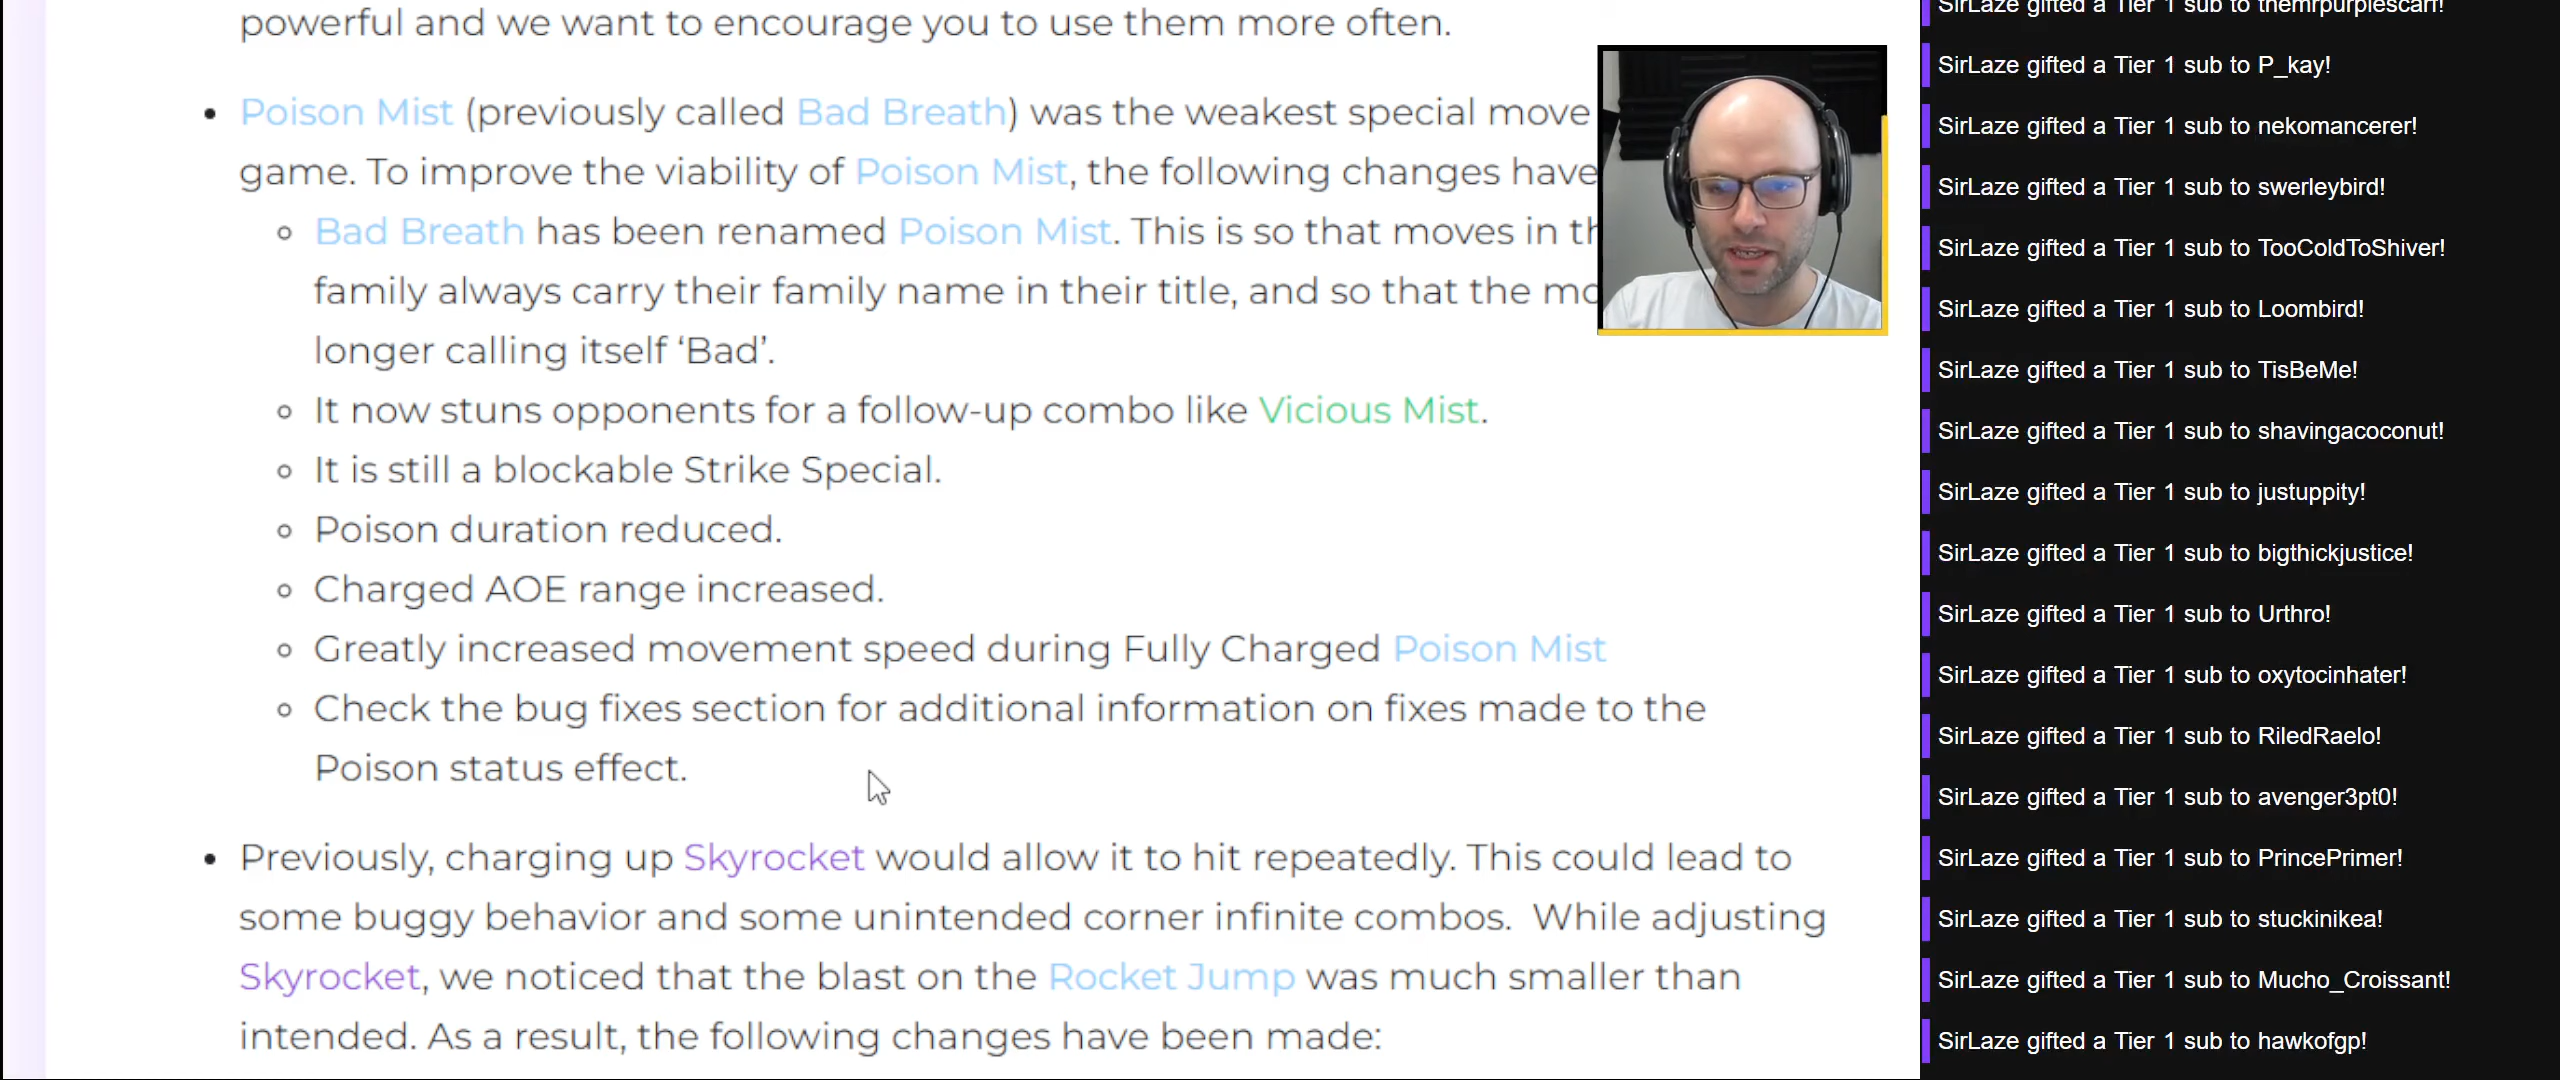 powerful and we want to encourage you to use them more often.
• Poison Mist (previously called Bad Breath) was the weakest special move
game. To improve the viability of Poison Mist, the following changes have
Bad Breath has been renamed Poison Mist. This is so that moves in
family always carry their family name in their title, and so that the
longer calling itself ‘Bad’.
It now stuns opponents for a follow-up combo like Vicious Mist.
It is still a blockable Strike Special.
Poison duration reduced.
Charged AOE range increased.
Greatly increased movement speed during Fully Charged Poison Mist
Check the bug fixes section for additional information on fixes made to the
Poison status effect.
• Previously, charging up Skyrocket would allow it to hit repeatedly. This could lead to
some buggy behavior and some unintended corner infinite combos. While adjusting
Skyrocket, we noticed that the blast on the Rocket Jump was much smaller than
intended. As a result, the following changes have been made:
SirLaze gifted a Tier 1 sub to themrpurplescarf!
SirLaze gifted a Tier 1 sub to P_kay!
SirLaze gifted a Tier 1 sub to nekomancerer!
SirLaze gifted a Tier 1 sub to swerleybird!
SirLaze gifted a Tier 1 sub to TooColdToShiver!
SirLaze gifted a Tier 1 sub to Loombird!
SirLaze gifted a Tier 1 sub to TisBeMe!
SirLaze gifted a Tier 1 sub to shavingacoconut!
SirLaze gifted a Tier 1 sub to justuppity!
SirLaze gifted a Tier 1 sub to bigthickjustice!
SirLaze gifted a Tier 1 sub to Urthro!
SirLaze gifted a Tier 1 sub to oxytocinhater!
SirLaze gifted a Tier 1 sub to RiledRaelo!
SirLaze gifted a Tier 1 sub to avenger3pt0!
SirLaze gifted a Tier 1 sub to PrincePrimer!
SirLaze gifted a Tier 1 sub to stuckinikea!
SirLaze gifted a Tier 1 sub to Mucho_Croissant!
SirLaze gifted a Tier 1 sub to hawkofgp!